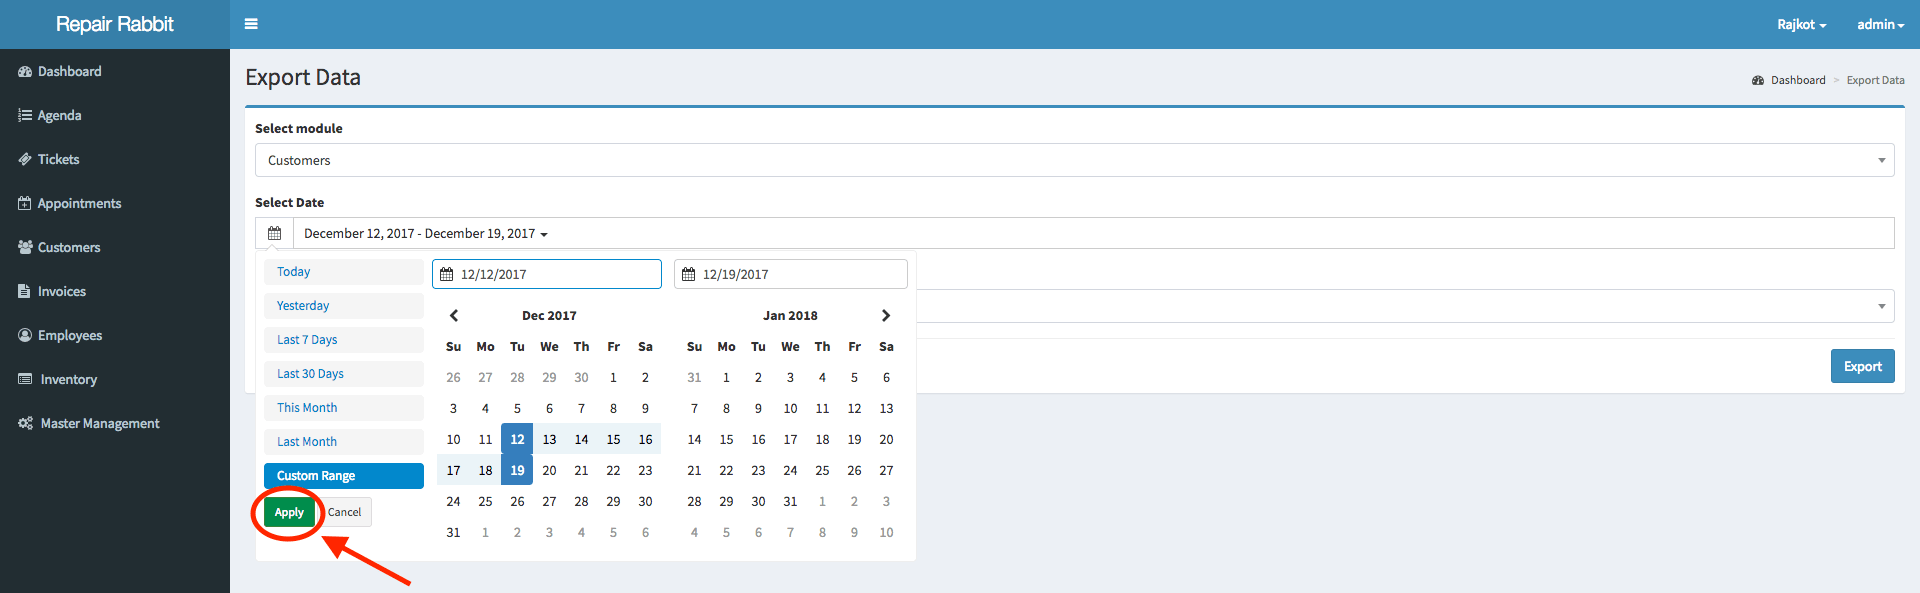 Repair Rabbit
Rajkot
admin
Dashboard
Agenda
Tickets
Appointments
Customers
Invoices
Employees
Inventory
Master Management
Export Data
Dashboard > Export Data
Select module
Customers
Select Date
December 12, 2017 - December 19, 2017
Today
Yesterday
Last 7 Days
Last 30 Days
This Month
Last Month
Custom Range
Apply Cancel
12/12/2017
12/19/2017
Dec 2017
Su Mo Tu We Th Fr Sa
26 27 28 29 30 1 2
3 4 5 6 7 8 9
10 11 12 13 14 15 16
17 18 19 20 21 22 23
24 25 26 27 28 29 30
31 1 2 3 4 5 6
Jan 2018
Su Mo Tu We Th Fr Sa
31 1 2 3 4 5 6
7 8 9 10 11 12 13
14 15 16 17 18 19 20
21 22 23 24 25 26 27
28 29 30 31 1 2 3
4 5 6 7 8 9 10
Export